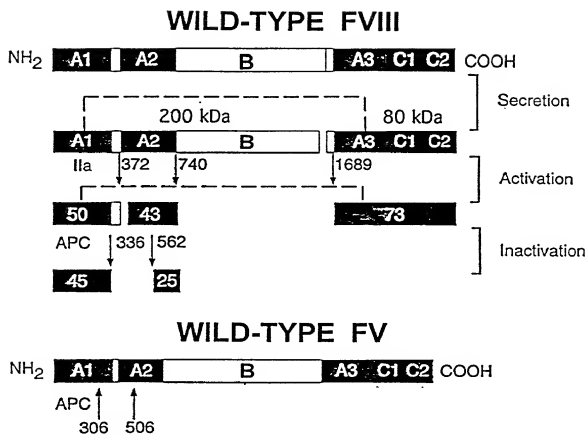 WILD-TYPE FVIII
NH2 A1 A2 B A3 C1 C2 COOH
Secretion
200 kDa 80 kDa
A1 A2 B A3 C1 C2
IIa 372 740 1689
Activation
50 43 73
APC 336 562
Inactivation
45 25
WILD-TYPE FV
NH2 A1 A2 B A3 C1 C2 COOH
APC
306 506